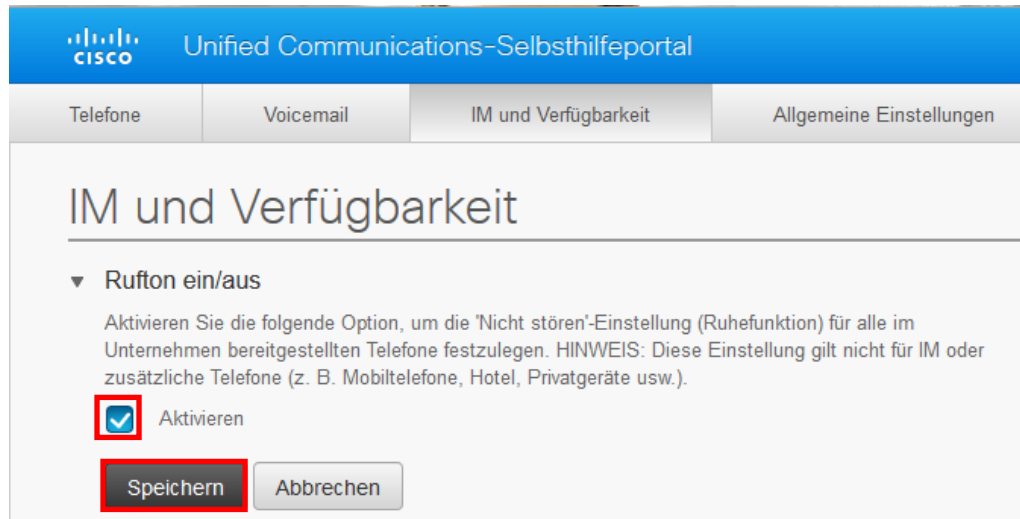 CISCO
Unified Communications-Selbsthilfeportal
Telefone Voicemail IM und Verfügbarkeit Allgemeine Einstellungen
IM und Verfügbarkeit
Rufton ein/aus
Aktivieren Sie die folgende Option, um die 'Nicht stören'-Einstellung (Ruhefunktion) für alle im
Unternehmen bereitgestellten Telefone festzulegen. HINWEIS: Diese Einstellung gilt nicht für IM oder
zusätzliche Telefone (z. B. Mobiltelefone, Hotel, Privatgeräte usw.).
Aktivieren
Speichern Abbrechen